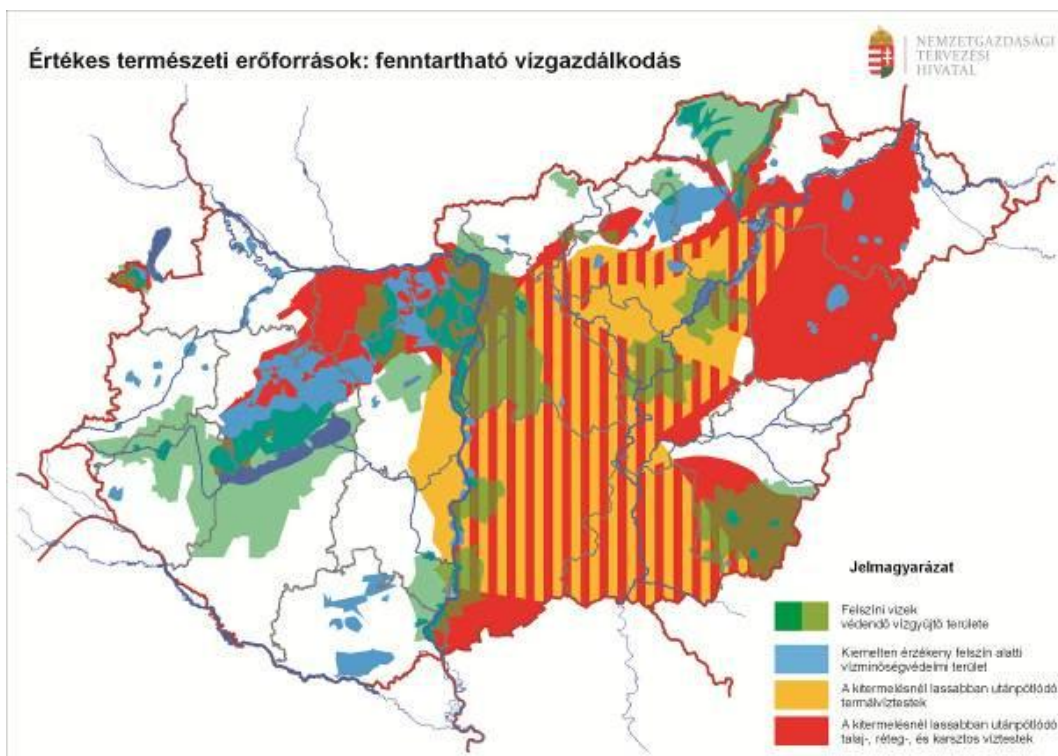 Értékes természeti erőforrások: fenntartható vízgazdálkodás
NEMZETGAZDASÁGI
TERVEZÉSI
HIVATAL
Jelmagyarázat
Felszíni vizek
védendő vízgyűjtő területe
Kiemelten érzékeny felszín alatti
vízminőségvédelmi terület
A kitermelésnél lassabban utánpótlódó
termálvíztestek
A kitermelésnél lassabban utánpótlódó
talaj-, réteg-, és karsztos víztestek